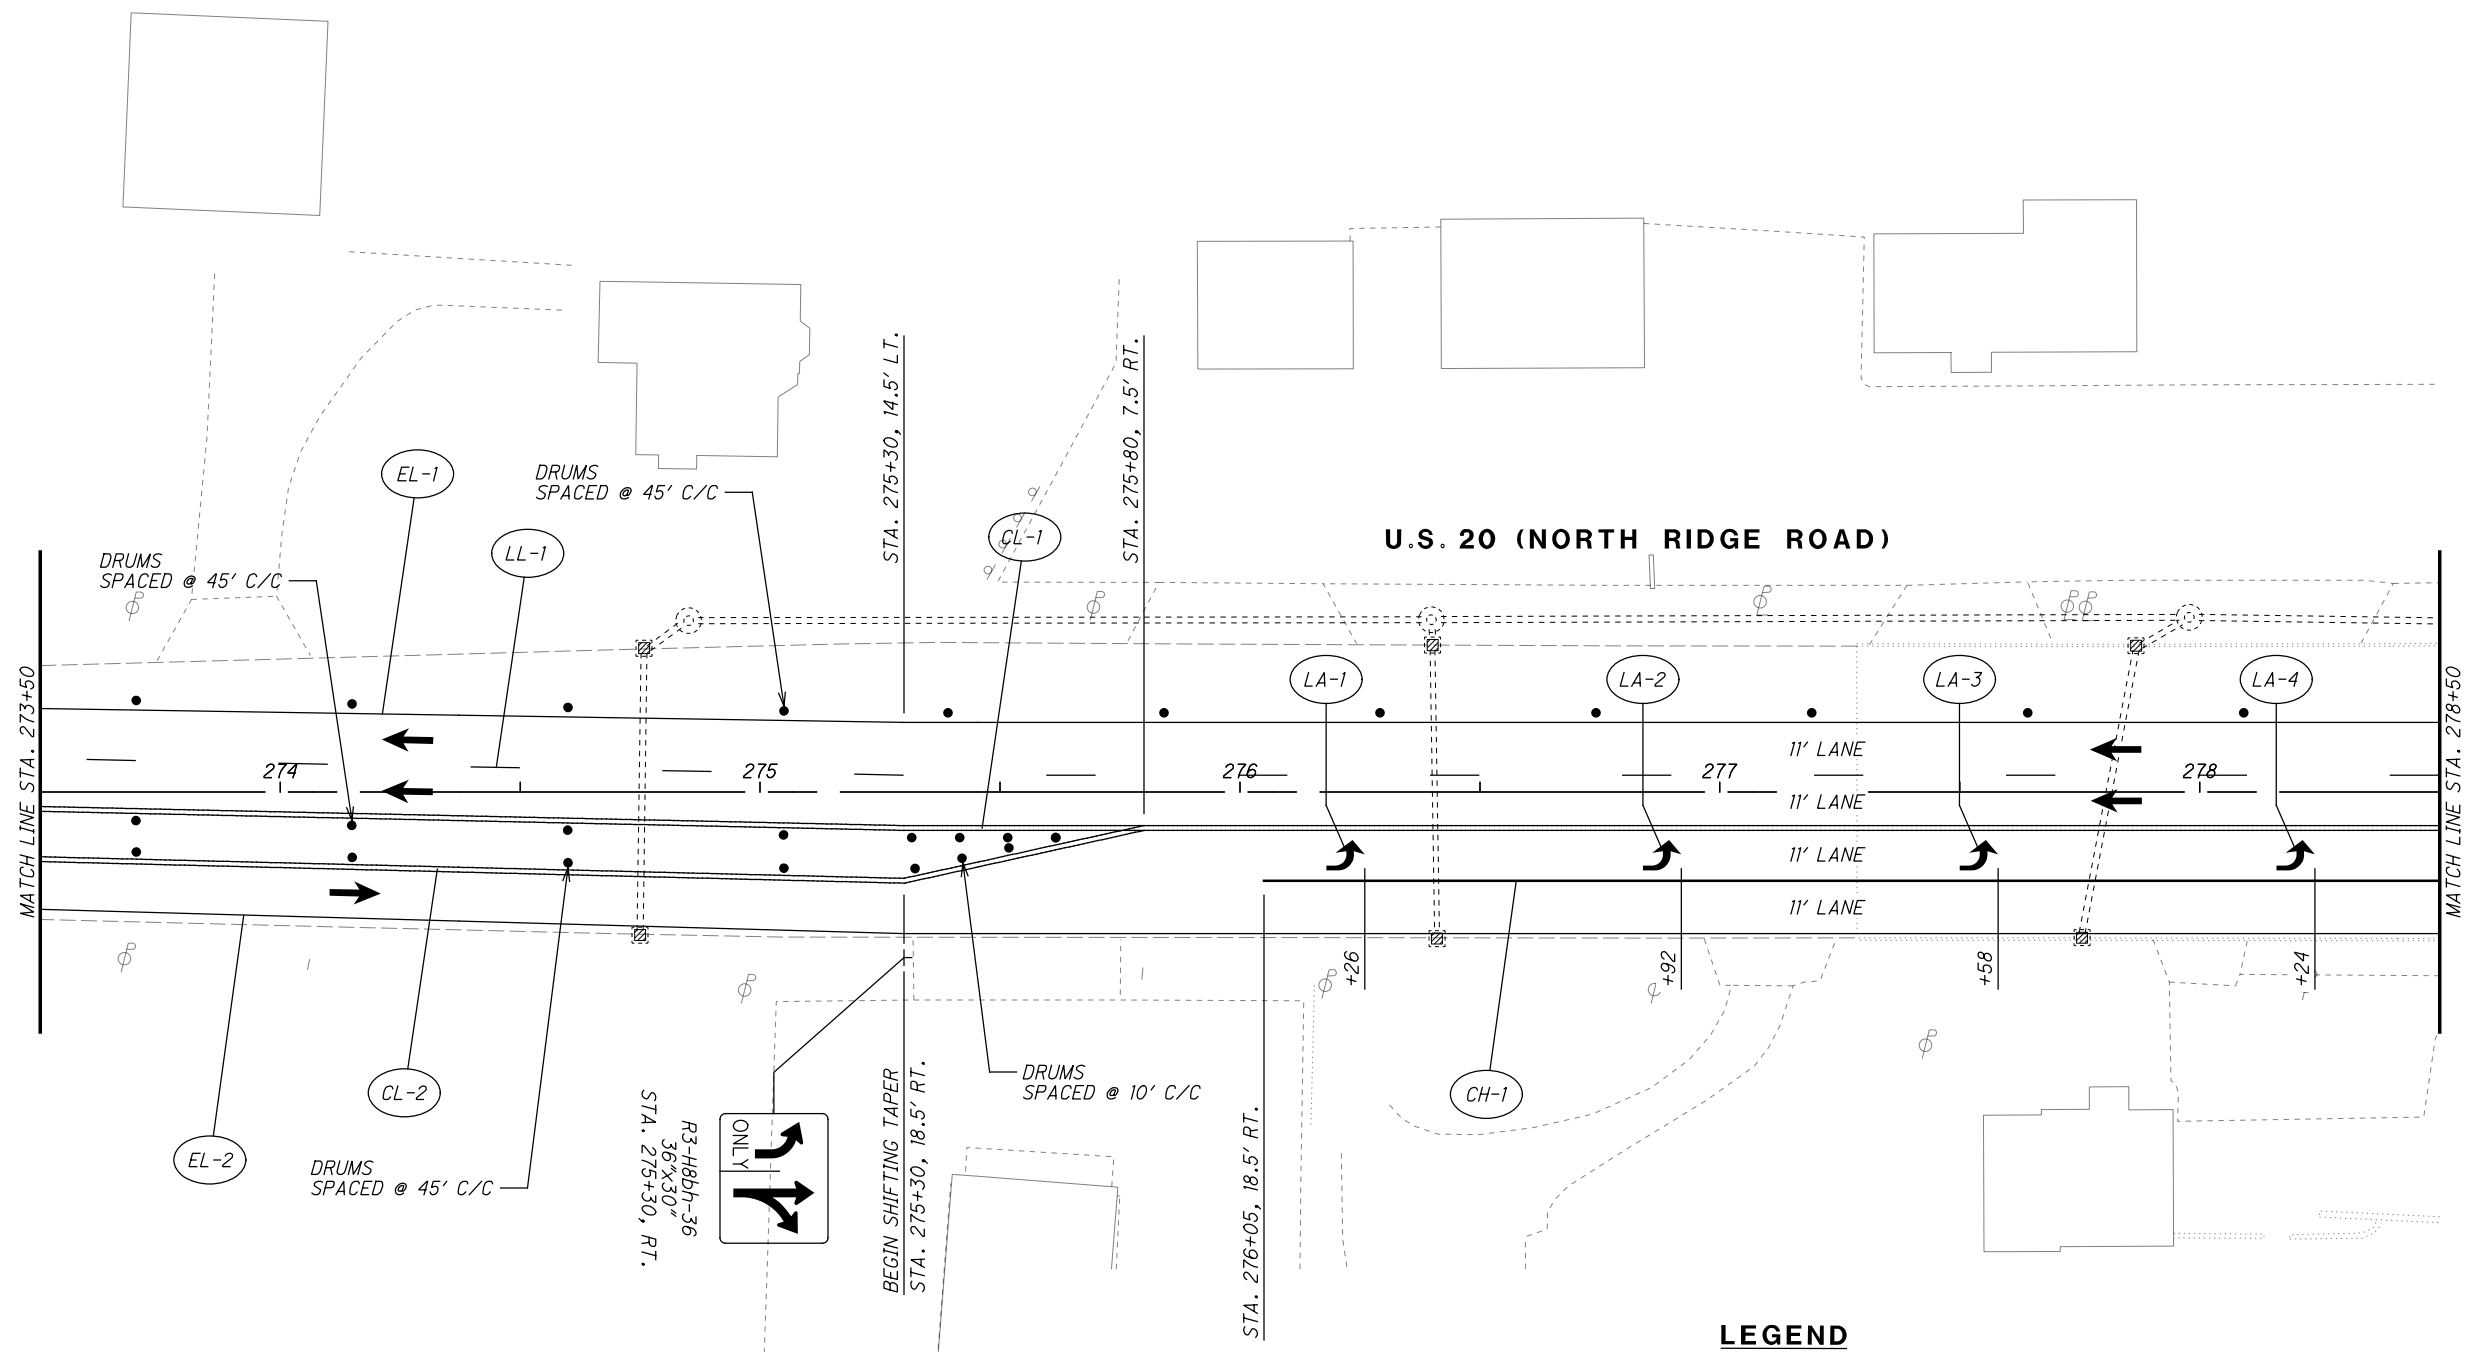 EL-1
DRUMS
SPACED @ 45' C/C
LL-1
DRUMS
SPACED @ 45' C/C
STA. 275+30, 14.5' LT.
CL-1
STA. 275+80, 7.5' RT.
U.S. 20 (NORTH RIDGE ROAD)
MATCH LINE STA. 273+50
LA-1
LA-2
LA-3
LA-4
MATCH LINE STA. 278+50
11' LANE
274
275
276
277
278
11' LANE
11' LANE
11' LANE
+26
+92
+58
+24
CL-2
EL-2
DRUMS
SPACED @ 45' C/C
R3-H8bh-36
36"x30"
STA. 275+30, RT.
ONLY
BEGIN SHIFTING TAPER
STA. 275+30, 18.5' RT.
DRUMS
SPACED @ 10' C/C
STA. 276+05, 18.5' RT.
CH-1
LEGEND